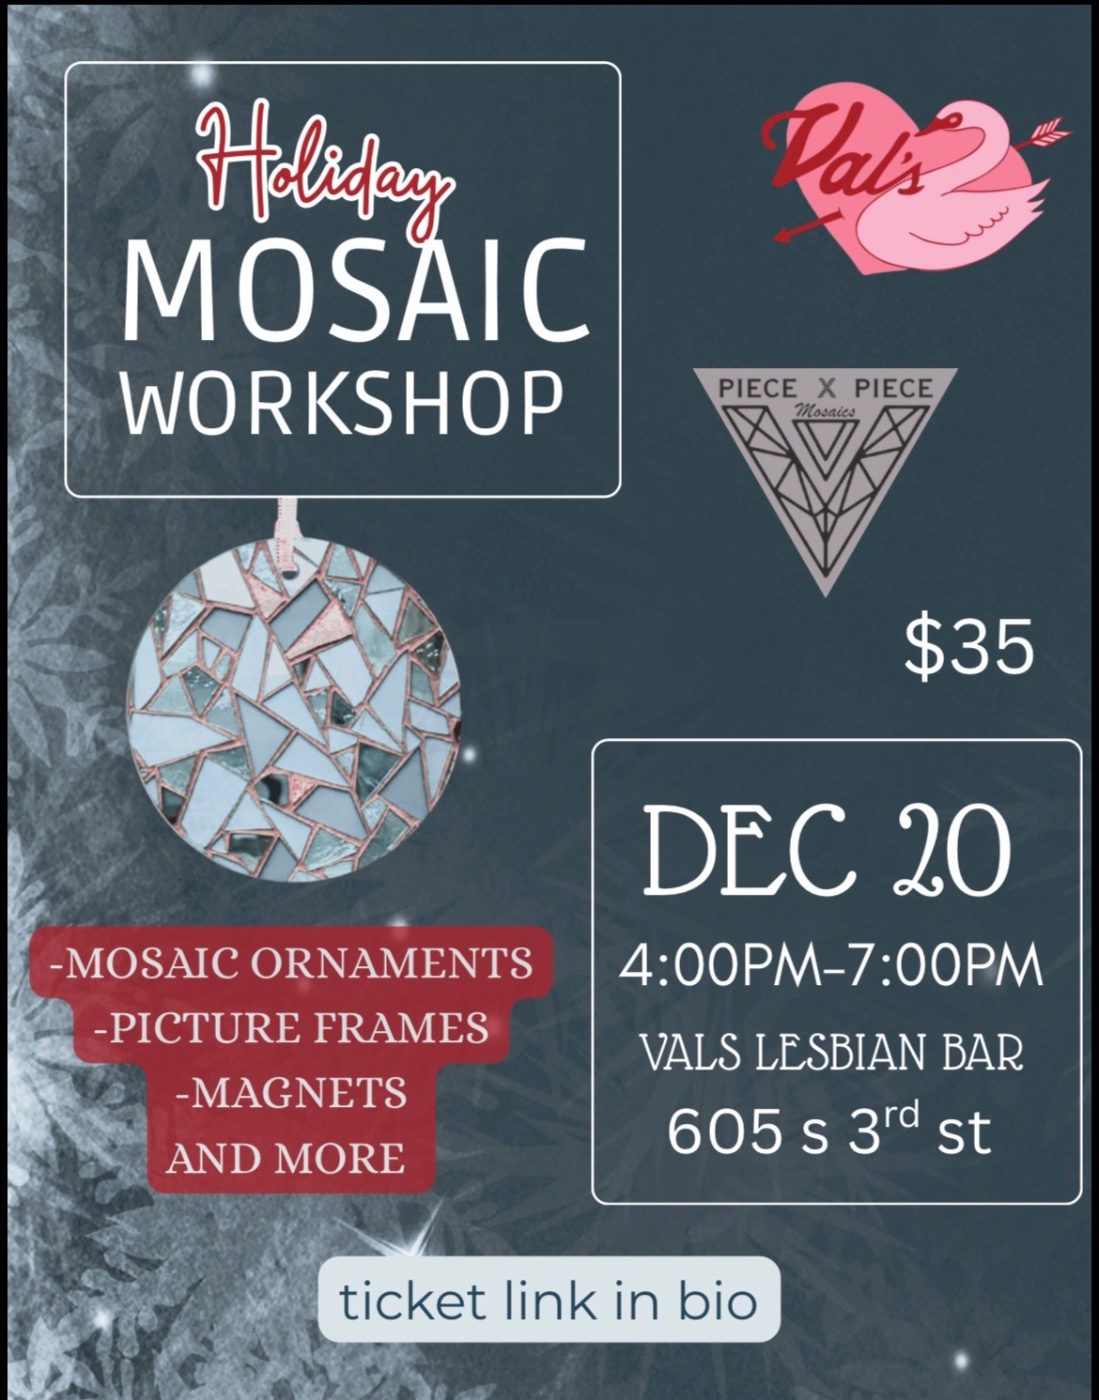 Holiday
MOSAIC
WORKSHOP
Val's
PIECE X PIECE
Mosaics
$35
DEC 20
4:00PM-7:00PM
VALS LESBIAN BAR
605 s 3rd st
-MOSAIC ORNAMENTS
-PICTURE FRAMES
-MAGNETS
AND MORE
ticket link in bio